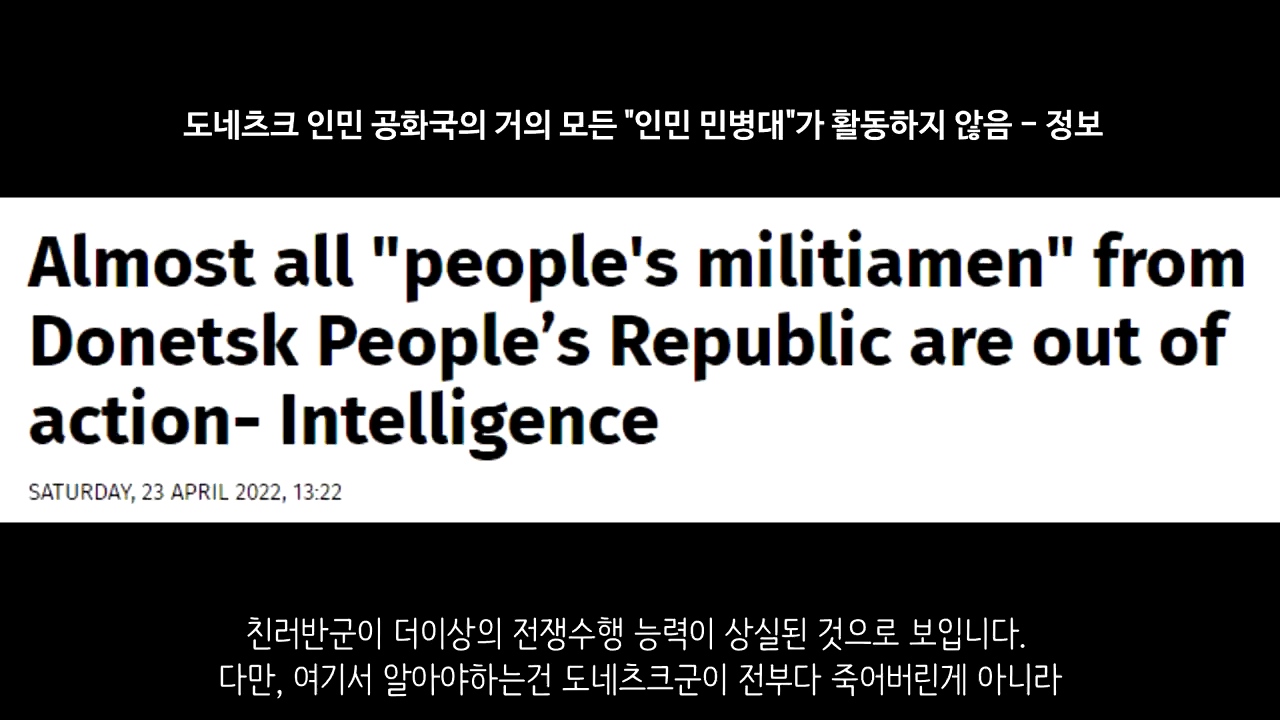 도네츠크 인민 공화국의 거의 모든 "인민 민병대"가 활동하지 않음 - 정보
Almost all "people's militiamen" from
Donetsk People’s Republic are out of
action- Intelligence
SATURDAY, 23 APRIL 2022, 13:22
친러반군이 더이상의 전쟁수행 능력이 상실된 것으로 보입니다.
다만, 여기서 알아야하는건 도네츠크군이 전부다 죽어버린게 아니라